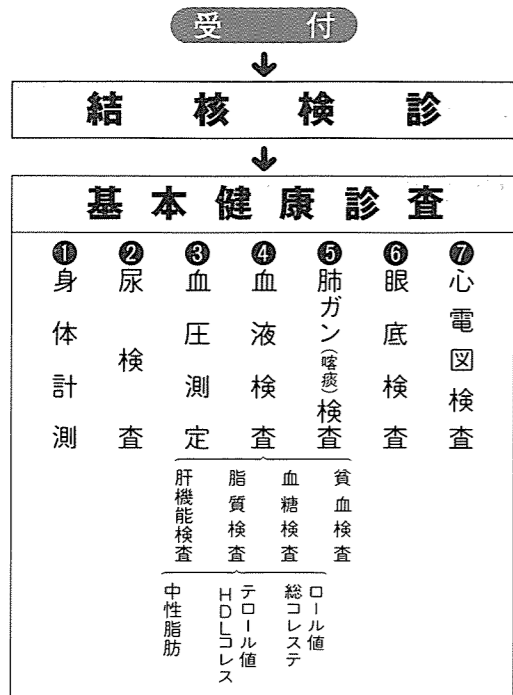 受付
結核検診
基本健康診査
❶身体計測
❷尿検査
❸血圧測定
❹血液検査
❺肺ガン(喀痰)検査
❻眼底検査
❼心電図検査
肝機能検査
脂質検査
血糖検査
貧血検査
中性脂肪
HDLコレス
テロール値
総コレステ
ロール値